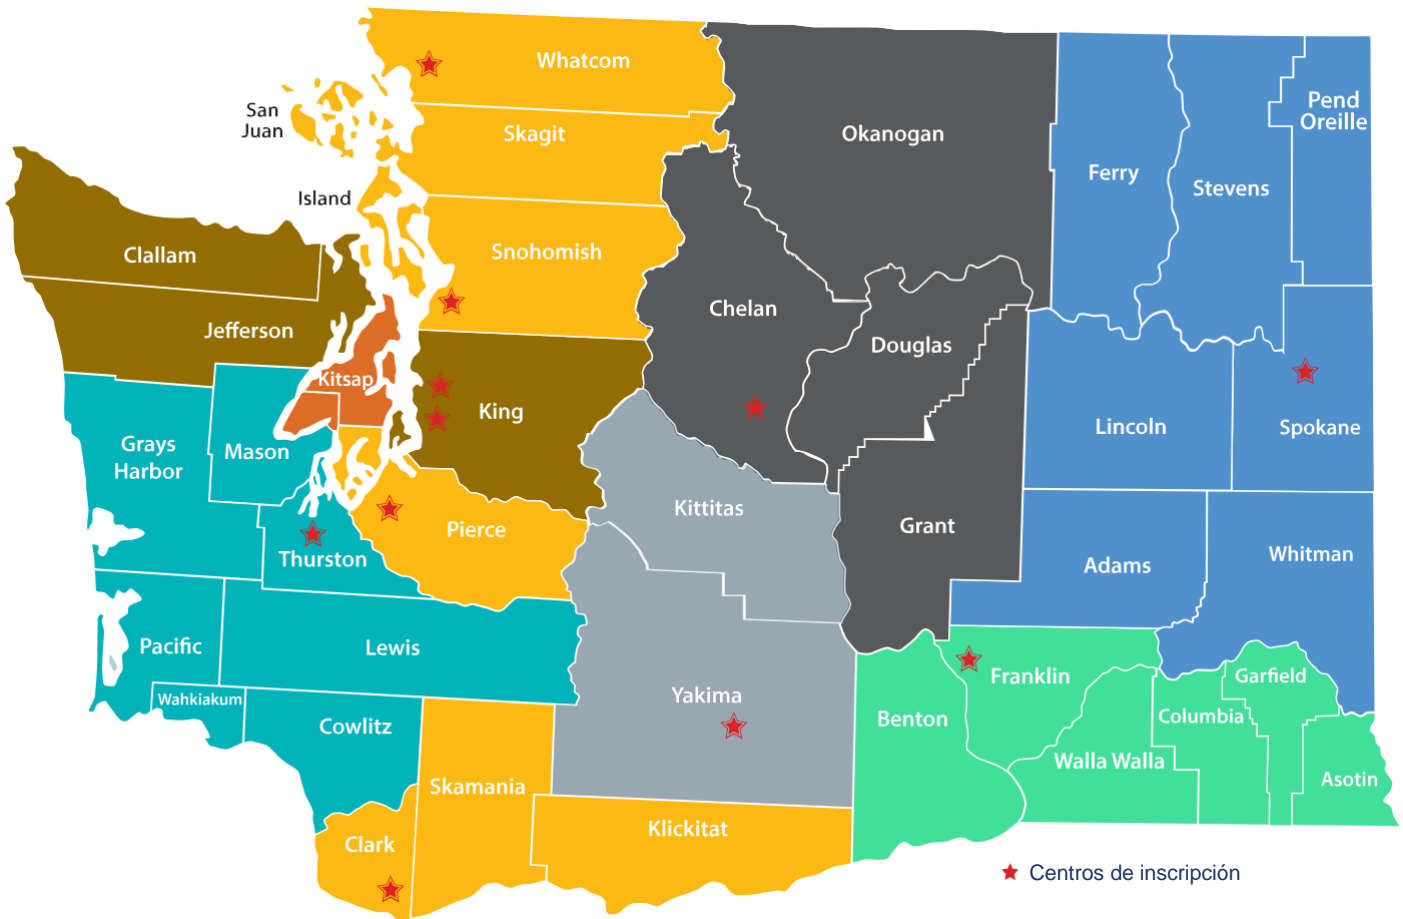 Whatcom
San
Juan
Skagit
Island
Snohomish
Clallam
Jefferson
Kitsap
King
Grays
Harbor
Mason
Thurston
Pierce
Pacific
Lewis
Wahkiakum
Cowlitz
Clark
Skamania
Klickitat
Okanogan
Chelan
Douglas
Grant
Kittitas
Yakima
Ferry
Stevens
Pend
Oreille
Lincoln
Spokane
Adams
Whitman
Benton
Franklin
Walla Walla
Columbia
Garfield
Asotin
Centros de inscripción